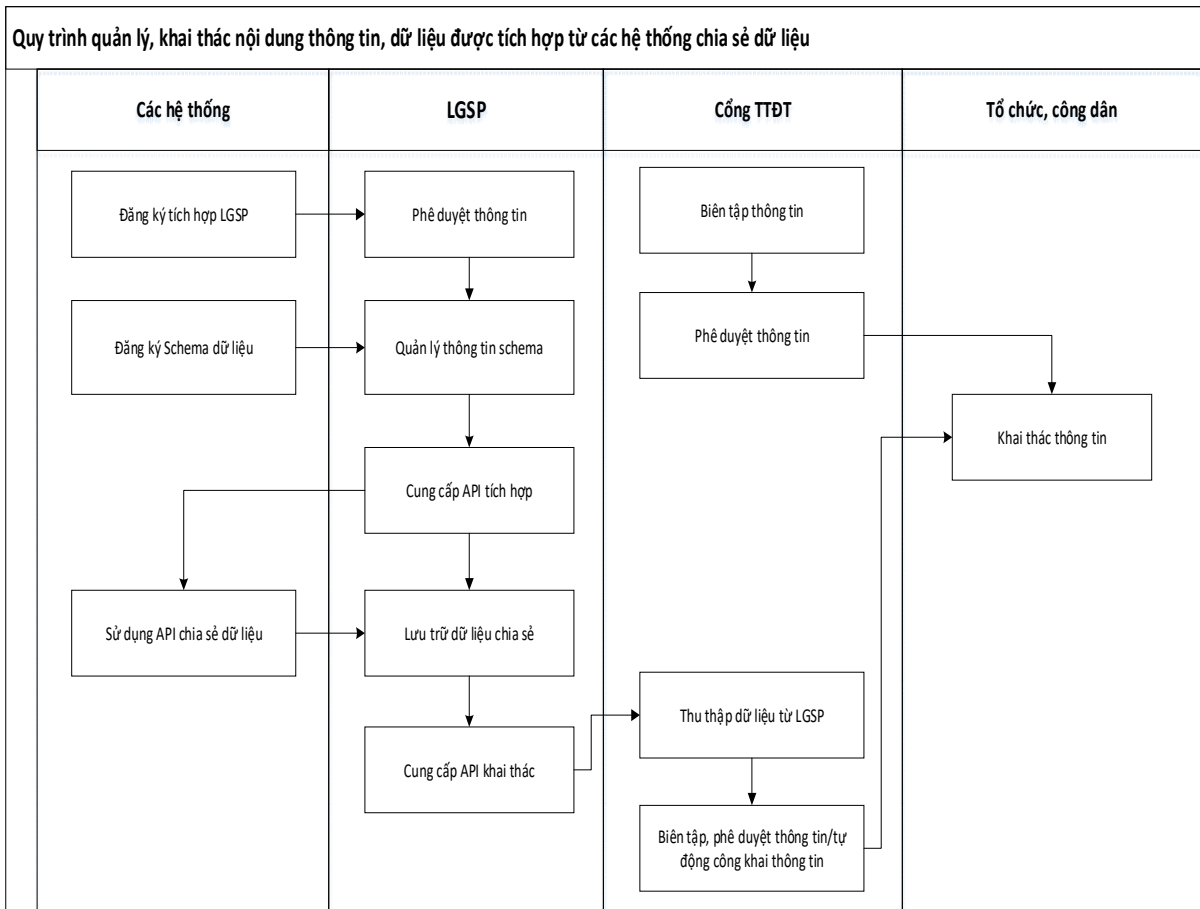 Quy trình quản lý, khai thác nội dung thông tin, dữ liệu được tích hợp từ các hệ thống chia sẻ dữ liệu
Các hệ thống
LGSP
Cổng TTĐT
Tổ chức, công dân
Đăng ký tích hợp LGSP
Phê duyệt thông tin
Biên tập thông tin
Đăng ký Schema dữ liệu
Quản lý thông tin schema
Phê duyệt thông tin
Khai thác thông tin
Cung cấp API tích hợp
Sử dụng API chia sẻ dữ liệu
Lưu trữ dữ liệu chia sẻ
Thu thập dữ liệu từ LGSP
Cung cấp API khai thác
Biên tập, phê duyệt thông tin/tự
động công khai thông tin